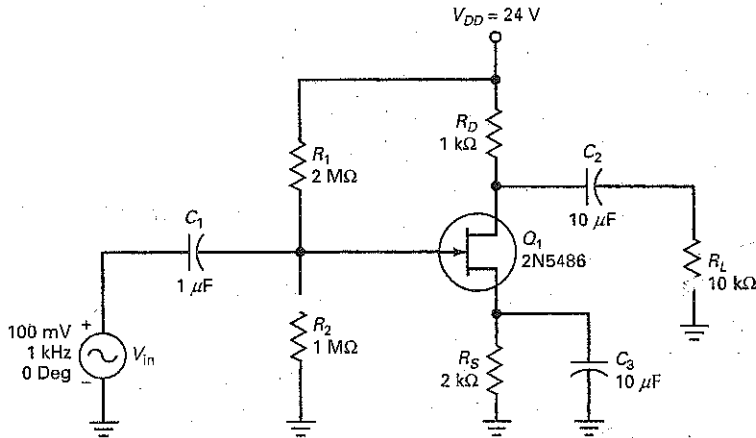 V_DD = 24 V
R_D
1 kΩ
R_1
2 MΩ
C_2
10 μF
C_1
1 μF
Q_1
2N5486
R_L
10 kΩ
100 mV
1 kHz
0 Deg
+
−
V_in
R_2
1 MΩ
R_S
2 kΩ
C_3
10 μF